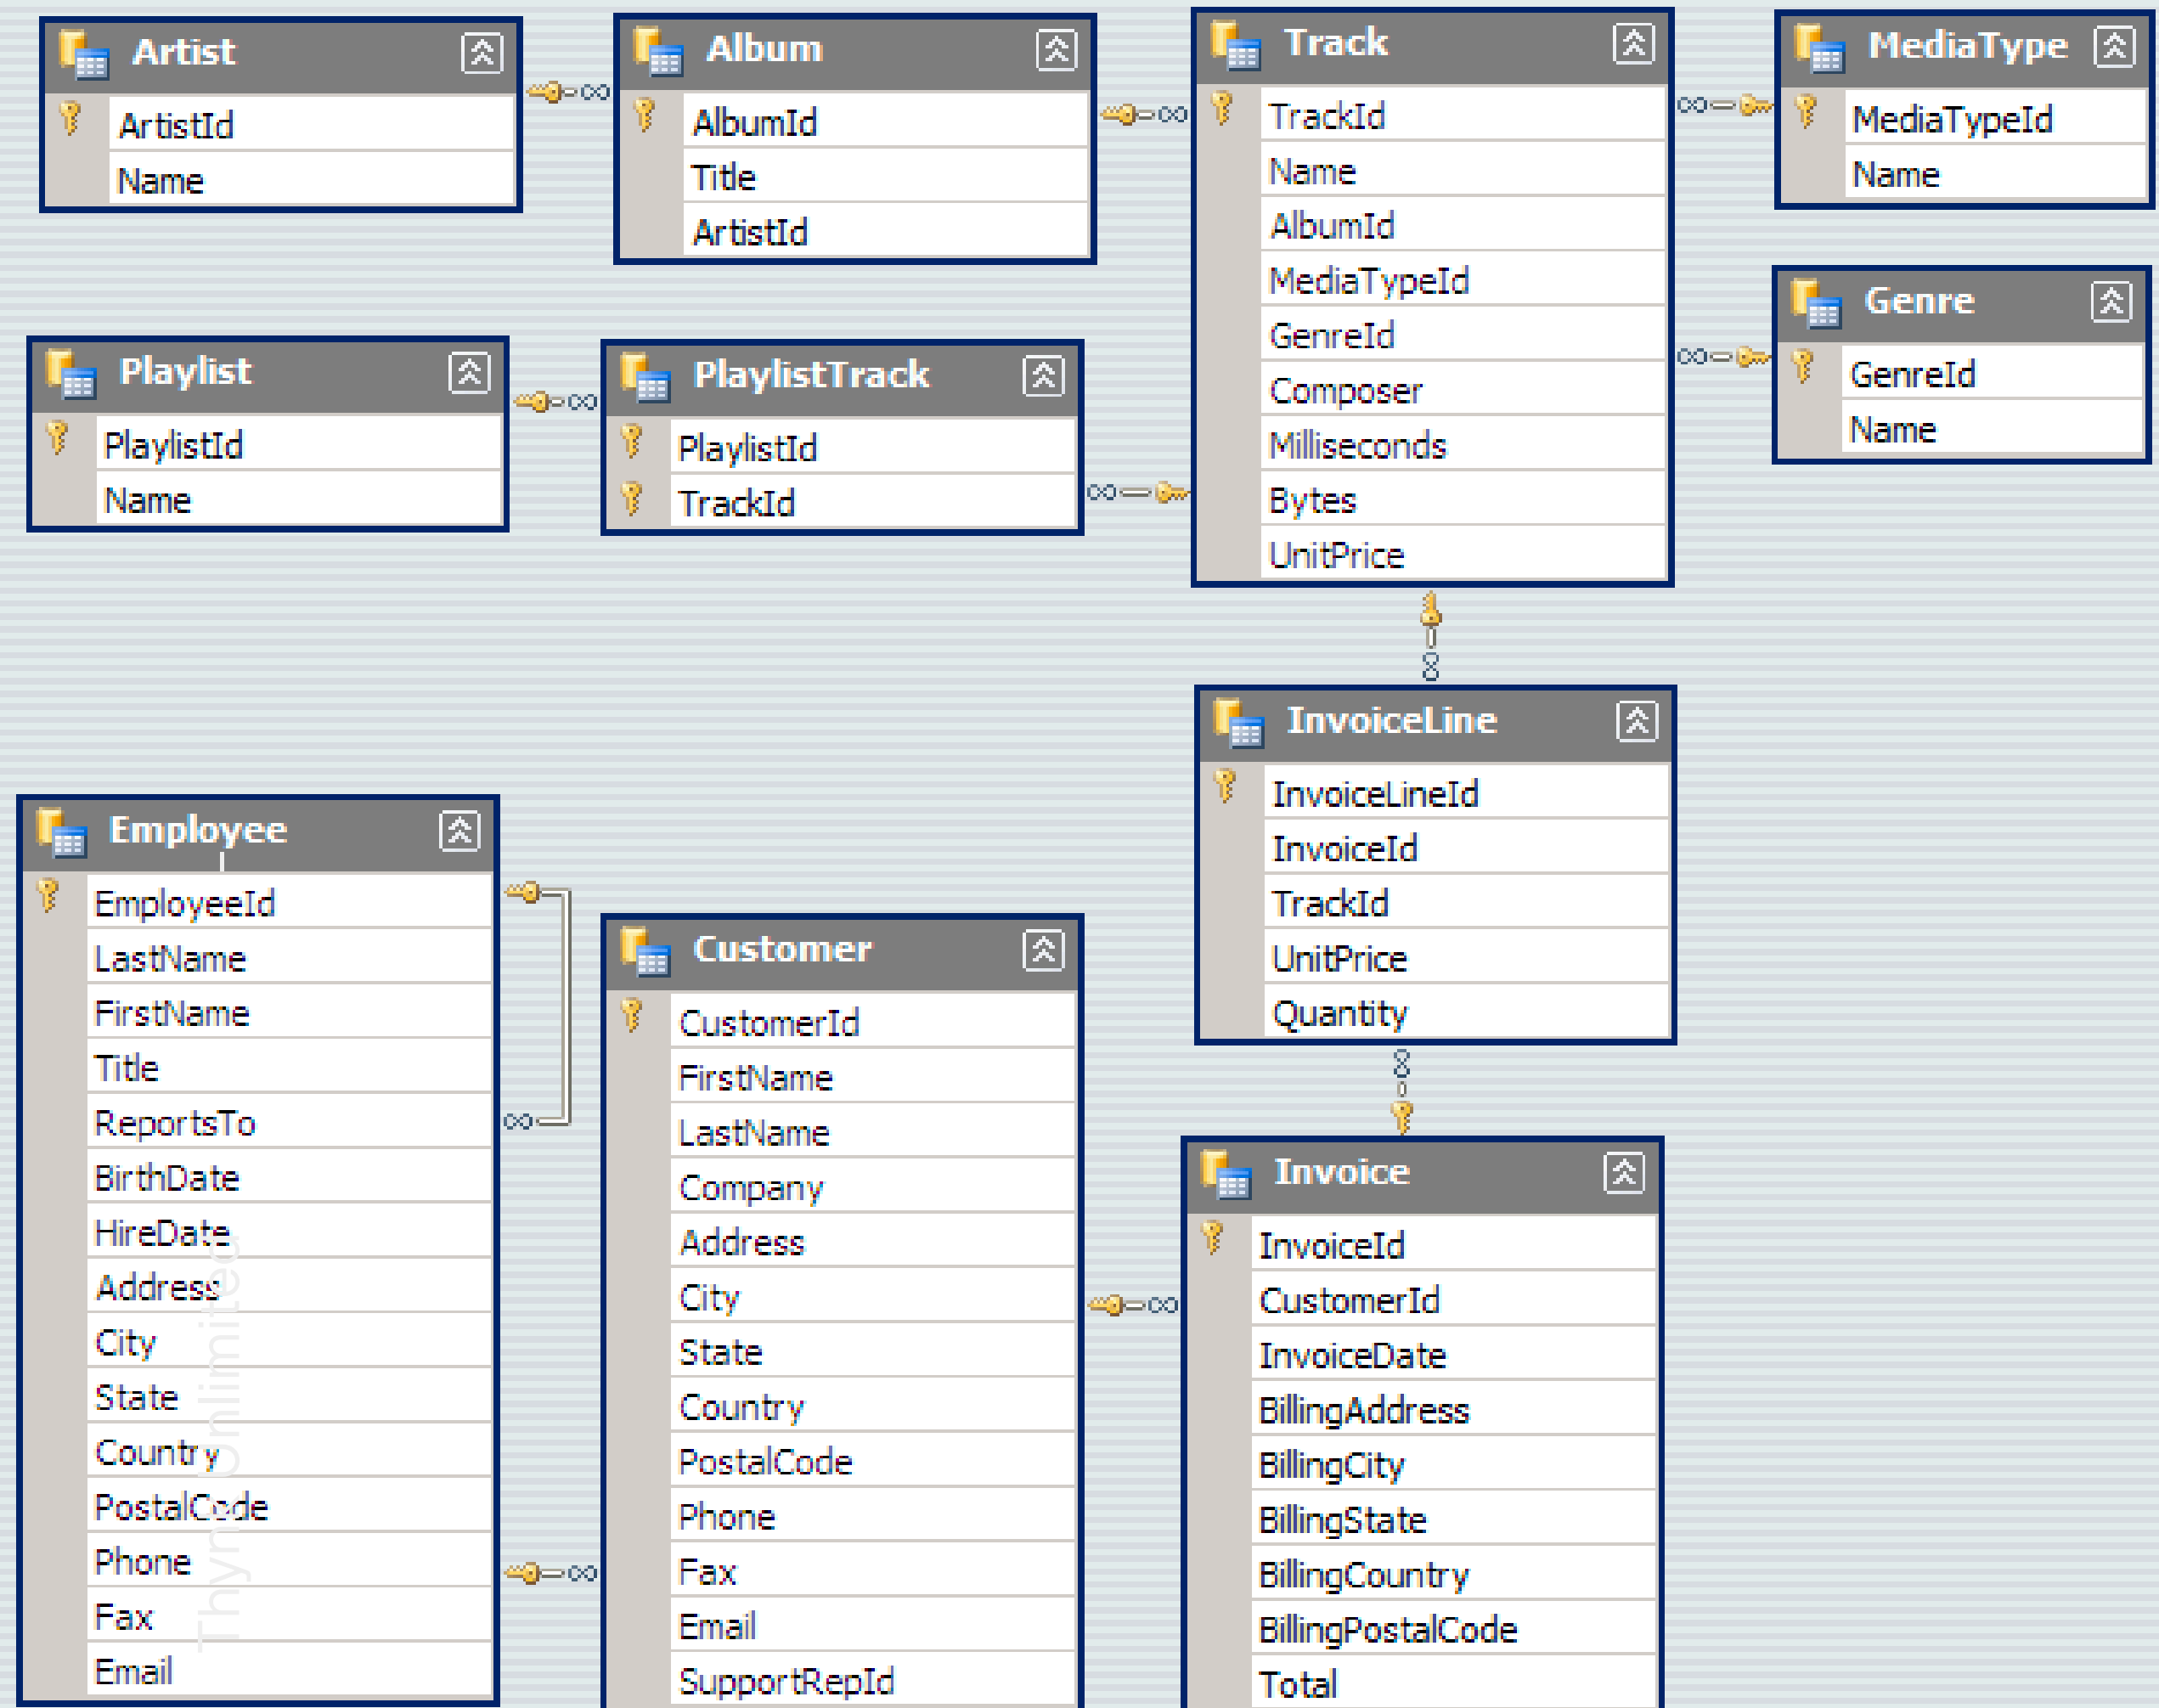 Artist
ArtistId
Name
Album
AlbumId
Title
ArtistId
Track
TrackId
Name
AlbumId
MediaTypeId
GenreId
Composer
Milliseconds
Bytes
UnitPrice
MediaType
MediaTypeId
Name
Genre
GenreId
Name
Playlist
PlaylistId
Name
PlaylistTrack
PlaylistId
TrackId
InvoiceLine
InvoiceLineId
InvoiceId
TrackId
UnitPrice
Quantity
Employee
EmployeeId
LastName
FirstName
Title
ReportsTo
BirthDate
HireDate
Address
City
State
Country
PostalCode
Phone
Fax
Email
Customer
CustomerId
FirstName
LastName
Company
Address
City
State
Country
PostalCode
Phone
Fax
Email
SupportRepId
Invoice
InvoiceId
CustomerId
InvoiceDate
BillingAddress
BillingCity
BillingState
BillingCountry
BillingPostalCode
Total